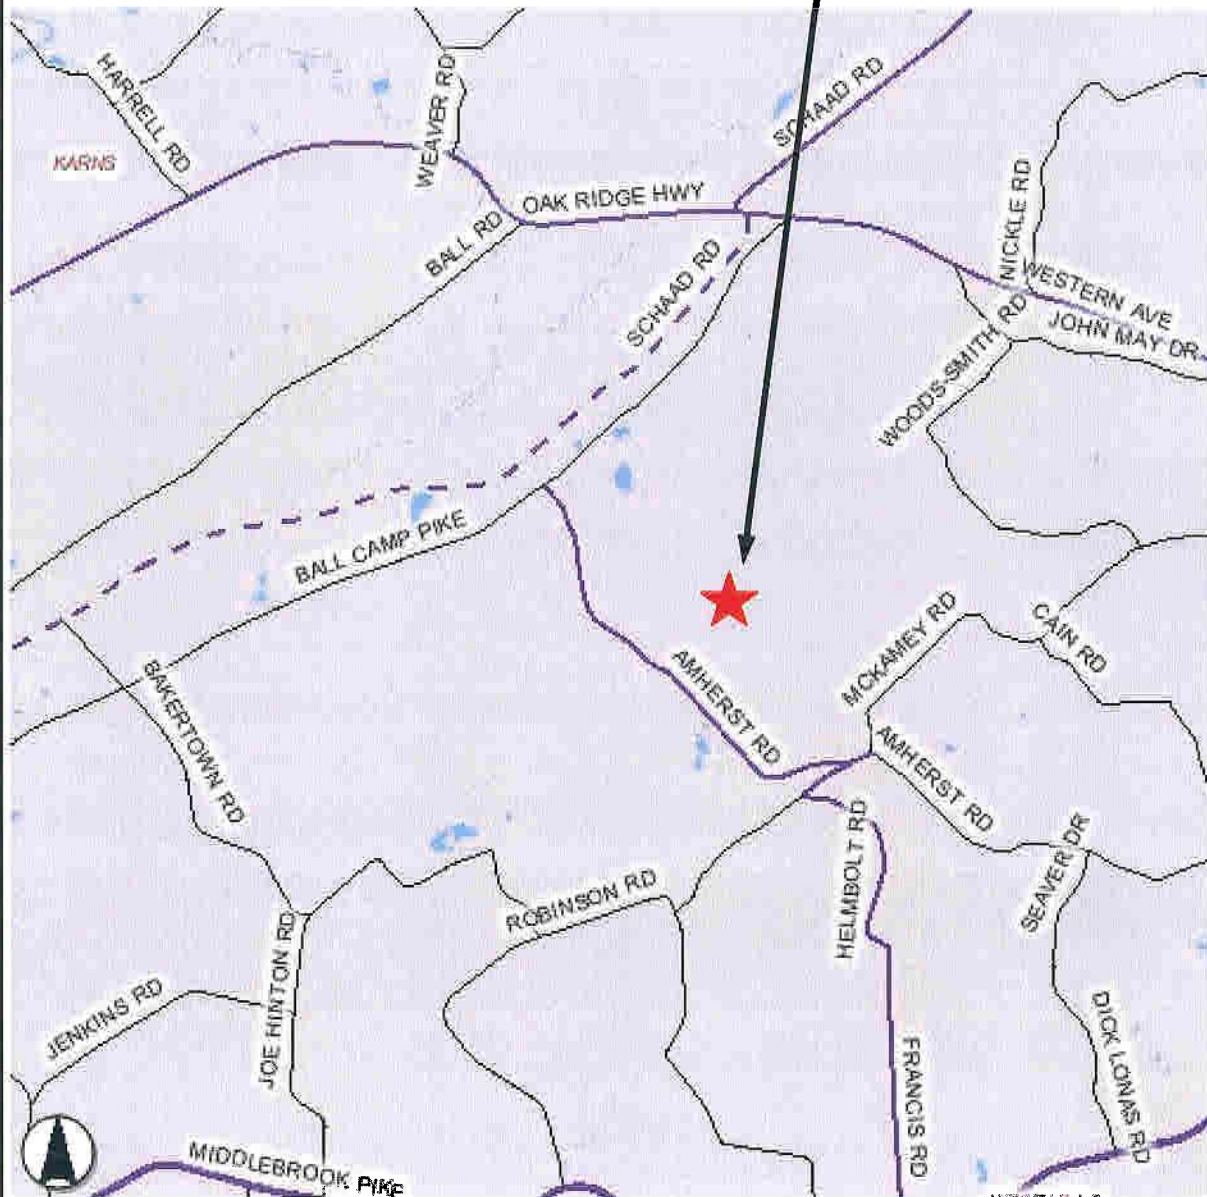 HARRELL RD
WEAVER RD
SCHAAD RD
KARNS
OAK RIDGE HWY
BALL RD
NICKLE RD
SCHAAD RD
WESTERN AVE
JOHN MAY DR
WOODS-SMITH RD
BALL CAMP PIKE
MCKAMEY RD
CAIN RD
AMHERST RD
BAKERTOWN RD
AMHERST RD
HELMBOLT RD
SEAVER DR
ROBINSON RD
JOE HINTON RD
JENKINS RD
DICK LONAS RD
FRANCIS RD
MIDDLEBROOK PIKE